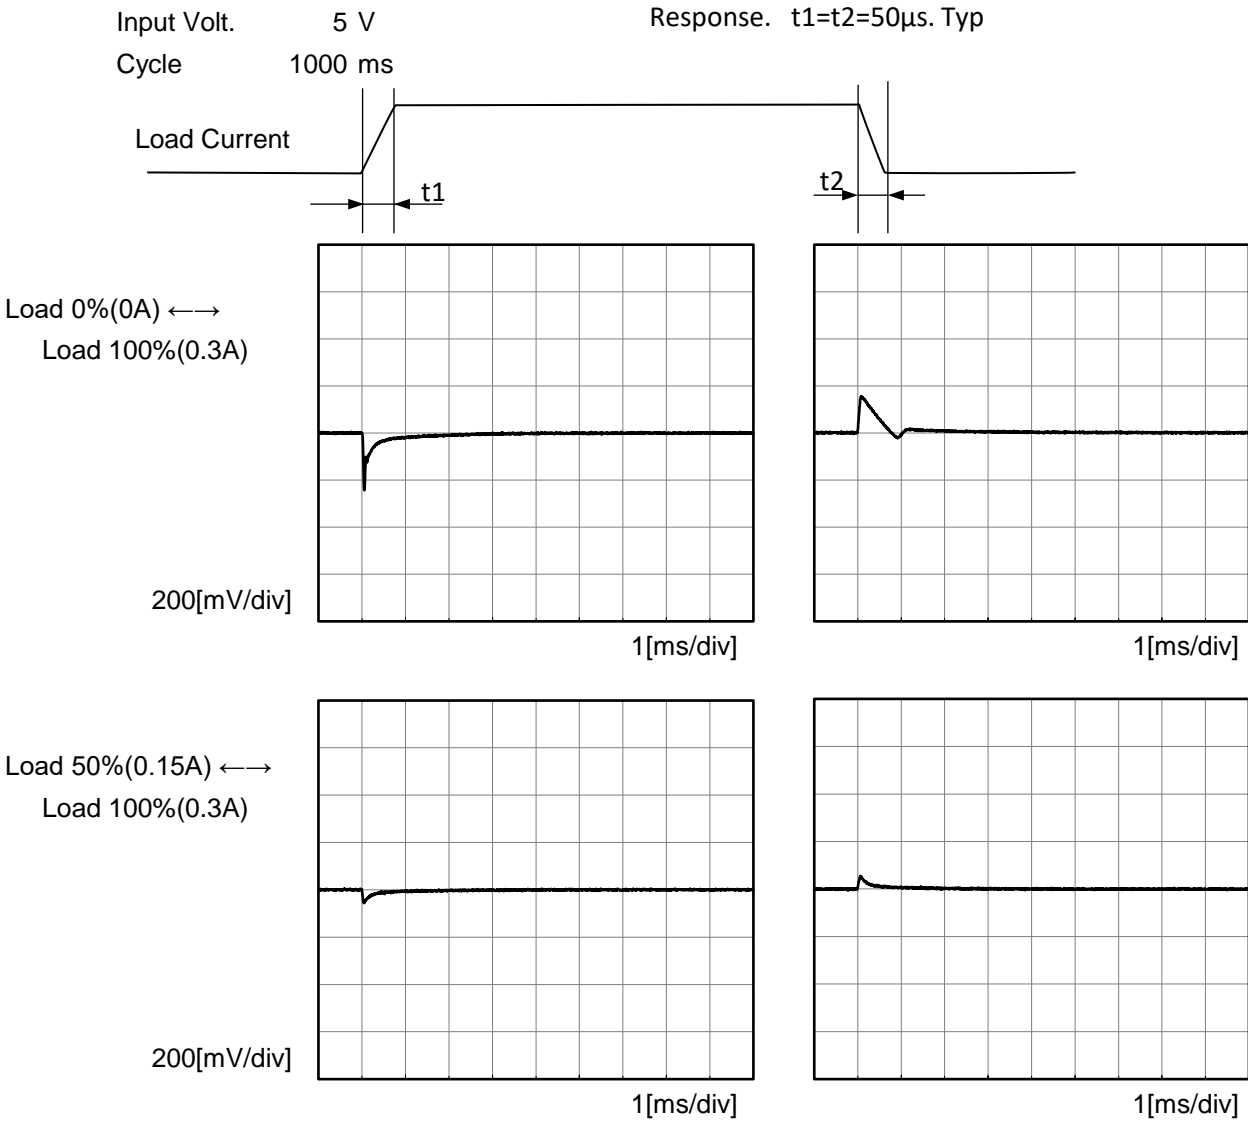 Input Volt. 5 V Response. t1=t2=50µs. Typ
Cycle 1000 ms
Load Current
t1
t2
Load 0%(0A) ←→
Load 100%(0.3A)
200[mV/div]
1[ms/div] 1[ms/div]
Load 50%(0.15A) ←→
Load 100%(0.3A)
200[mV/div]
1[ms/div] 1[ms/div]